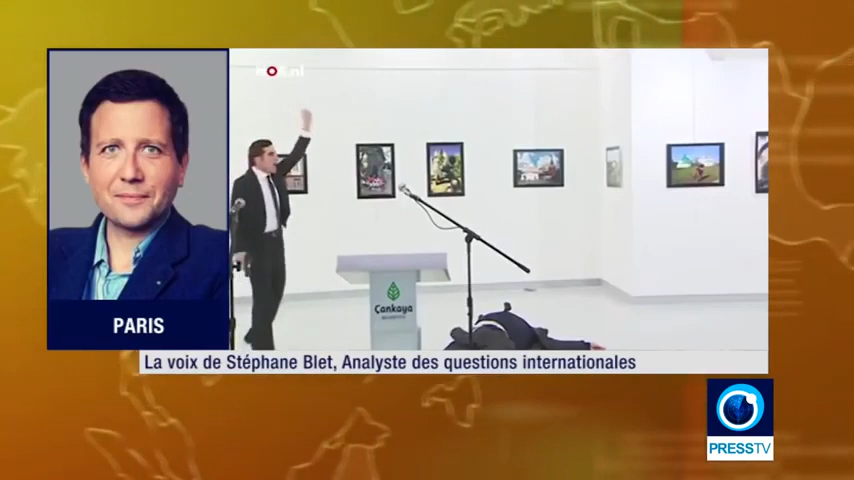 PARIS
Çankaya
La voix de Stéphane Blet, Analyste des questions internationales
PRESSTV